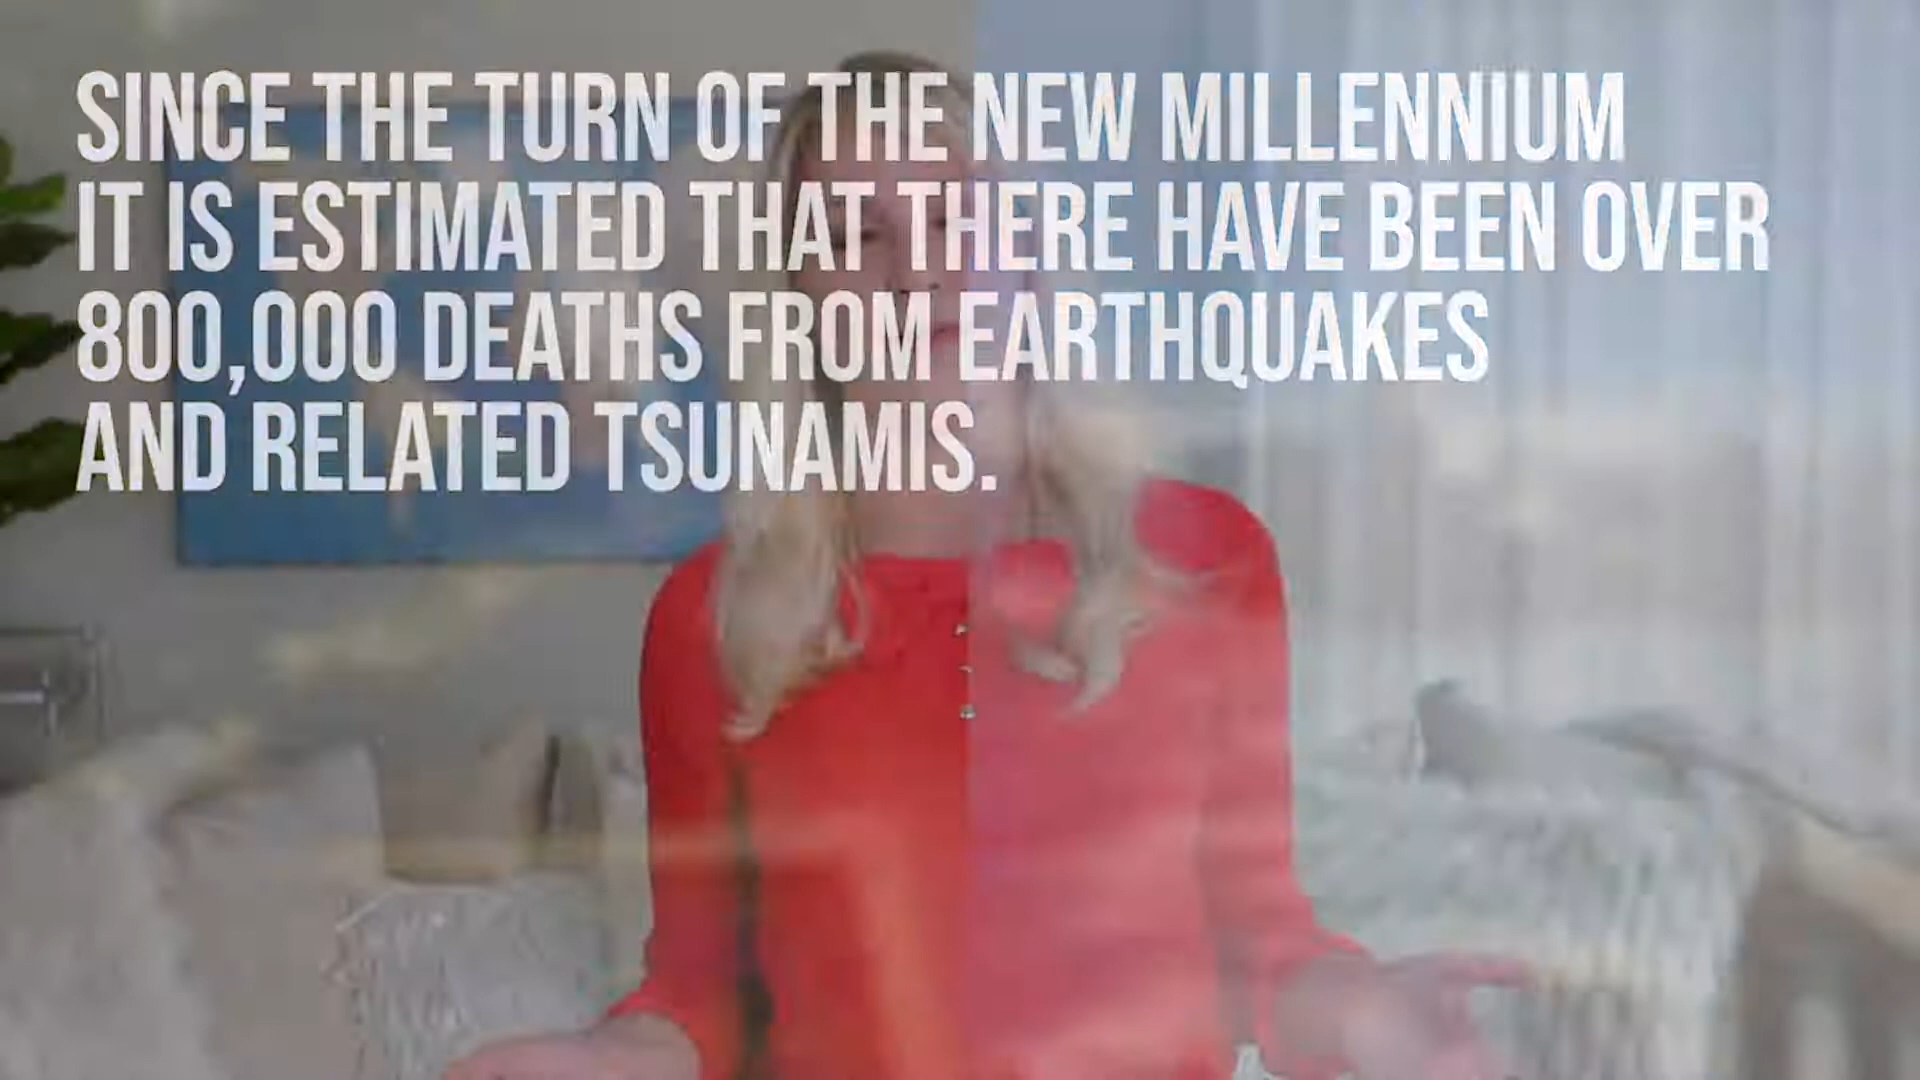 SINCE THE TURN OF THE NEW MILLENNIUM
IT IS ESTIMATED THAT THERE HAVE BEEN OVER
800,000 DEATHS FROM EARTHQUAKES
AND RELATED TSUNAMIS.